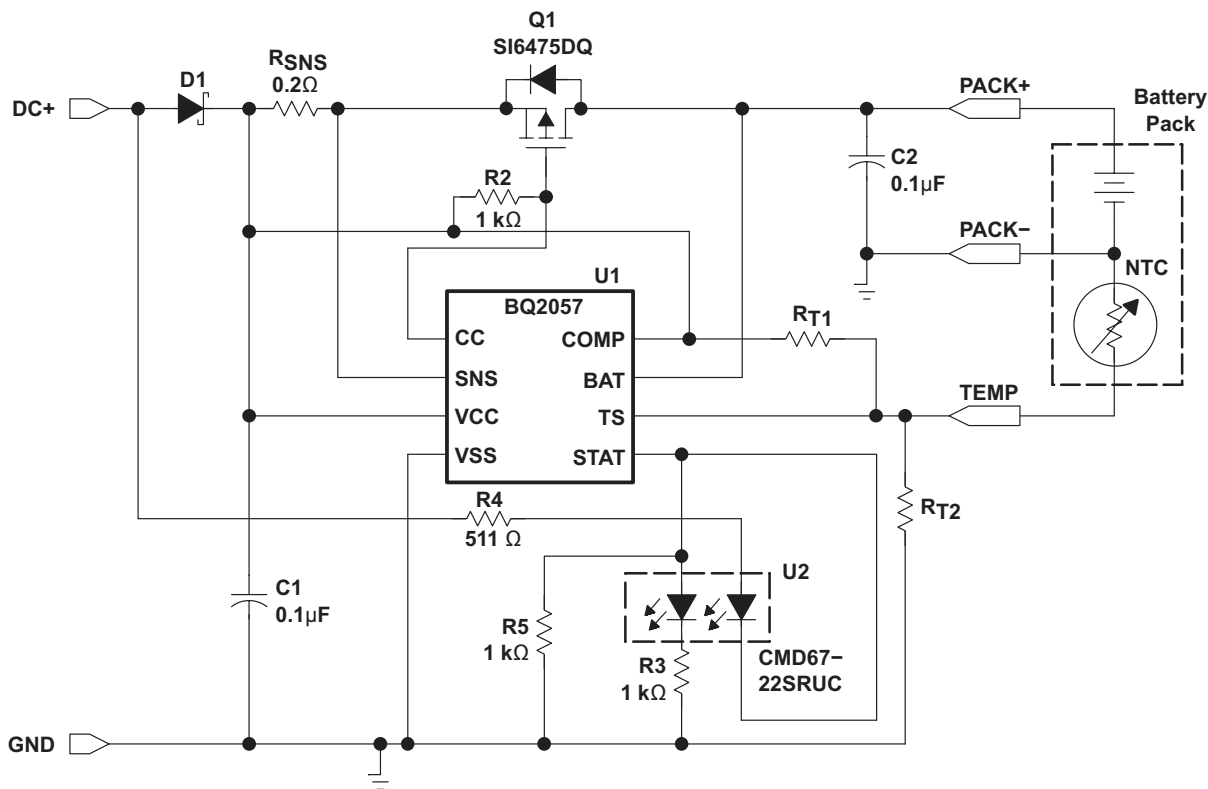 Q1
SI6475DQ
RSNS
0.2Ω
D1
DC+
PACK+
Battery
Pack
C2
0.1µF
R2
1 kΩ
PACK−
NTC
U1
BQ2057
RT1
CC
COMP
SNS
BAT
VCC
TS
VSS
STAT
TEMP
R4
511 Ω
RT2
U2
C1
0.1µF
R5
1 kΩ
R3
1 kΩ
CMD67−
22SRUC
GND